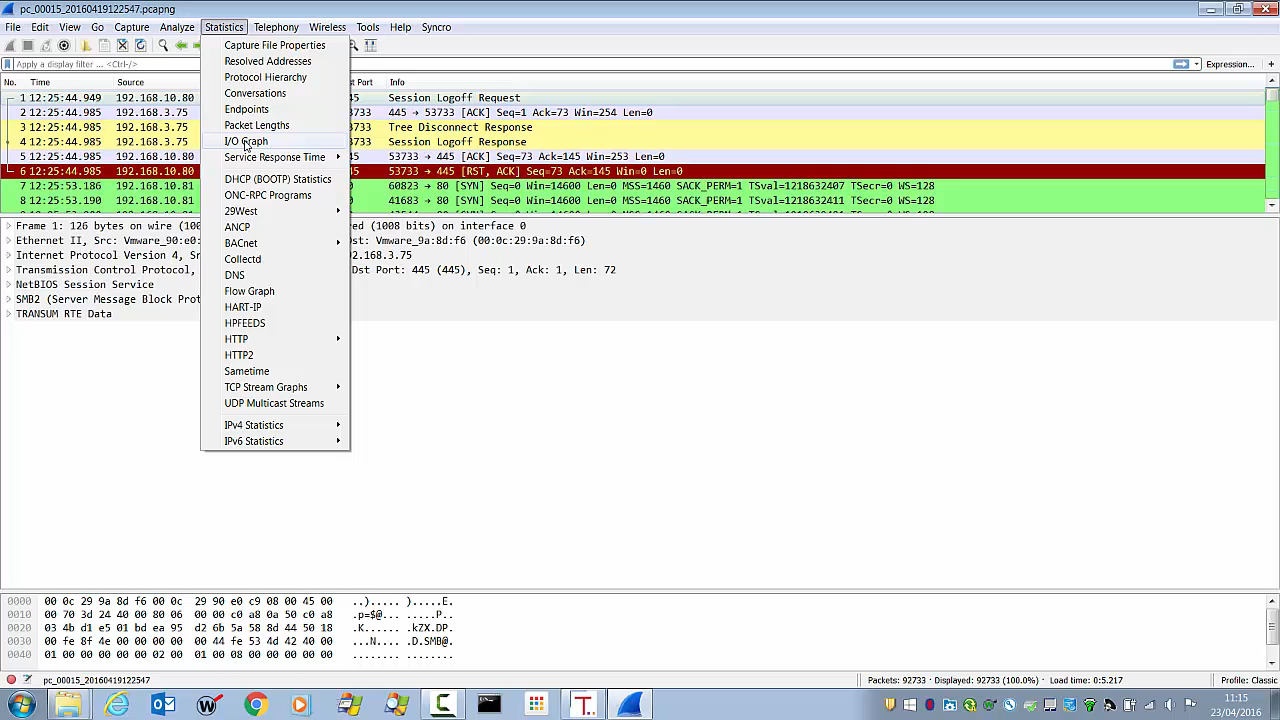 pc_00015_20160419122547.pcapng
File Edit View Go Capture Analyze Statistics Telephony Wireless Tools Help Syncro
Apply a display filter ... <Ctrl-/>
Expression... +
No. Time Source st Port Info
1 12:25:44.949 192.168.10.80 45 Session Logoff Request
2 12:25:44.985 192.168.3.75 3733 445 → 53733 [ACK] Seq=1 Ack=73 Win=254 Len=0
3 12:25:44.985 192.168.3.75 3733 Tree Disconnect Response
4 12:25:44.985 192.168.3.75 3733 Session Logoff Response
5 12:25:44.985 192.168.10.80 45 53733 → 445 [ACK] Seq=73 Ack=145 Win=253 Len=0
6 12:25:44.985 192.168.10.80 45 53733 → 445 [RST, ACK] Seq=73 Ack=145 Win=0 Len=0
7 12:25:53.186 192.168.10.81 60823 → 80 [SYN] Seq=0 Win=14600 Len=0 MSS=1460 SACK_PERM=1 TSval=1218632407 TSecr=0 WS=128
8 12:25:53.190 192.168.10.81 41683 → 80 [SYN] Seq=0 Win=14600 Len=0 MSS=1460 SACK_PERM=1 TSval=1218632411 TSecr=0 WS=128
Capture File Properties
Resolved Addresses
Protocol Hierarchy
Conversations
Endpoints
Packet Lengths
I/O Graph
Service Response Time
DHCP (BOOTP) Statistics
ONC-RPC Programs
29West
ANCP
BACnet
Collectd
DNS
Flow Graph
HART-IP
HPFEEDS
HTTP
HTTP2
Sametime
TCP Stream Graphs
UDP Multicast Streams
IPv4 Statistics
IPv6 Statistics
Frame 1: 126 bytes on wire (100 ed (1008 bits) on interface 0
Ethernet II, Src: Vmware_90:e0: Dst: Vmware_9a:8d:f6 (00:0c:29:9a:8d:f6)
Internet Protocol Version 4, Sr 2.168.3.75
Transmission Control Protocol, Dst Port: 445 (445), Seq: 1, Ack: 1, Len: 72
NetBIOS Session Service
SMB2 (Server Message Block Prot
TRANSUM RTE Data
0000 00 0c 29 9a 8d f6 00 0c 29 90 e0 c9 08 00 45 00 ..)..... ).....E.
0010 00 70 3d 24 40 00 80 06 00 00 c0 a8 0a 50 c0 a8 .p=$@... .....P..
0020 03 4b d1 e5 01 bd ea 95 d2 6b 5a 58 8d 44 50 18 .K...... .kZX.DP.
0030 00 fe 8f 4e 00 00 00 00 00 44 fe 53 4d 42 40 00 ...N.... .D.SMB@.
0040 01 00 00 00 00 00 02 00 01 00 08 00 00 00 00 00 ........ ........
pc_00015_20160419122547
Packets: 92733 · Displayed: 92733 (100.0%) · Load time: 0:5.217
Profile: Classic
11:15
23/04/2016